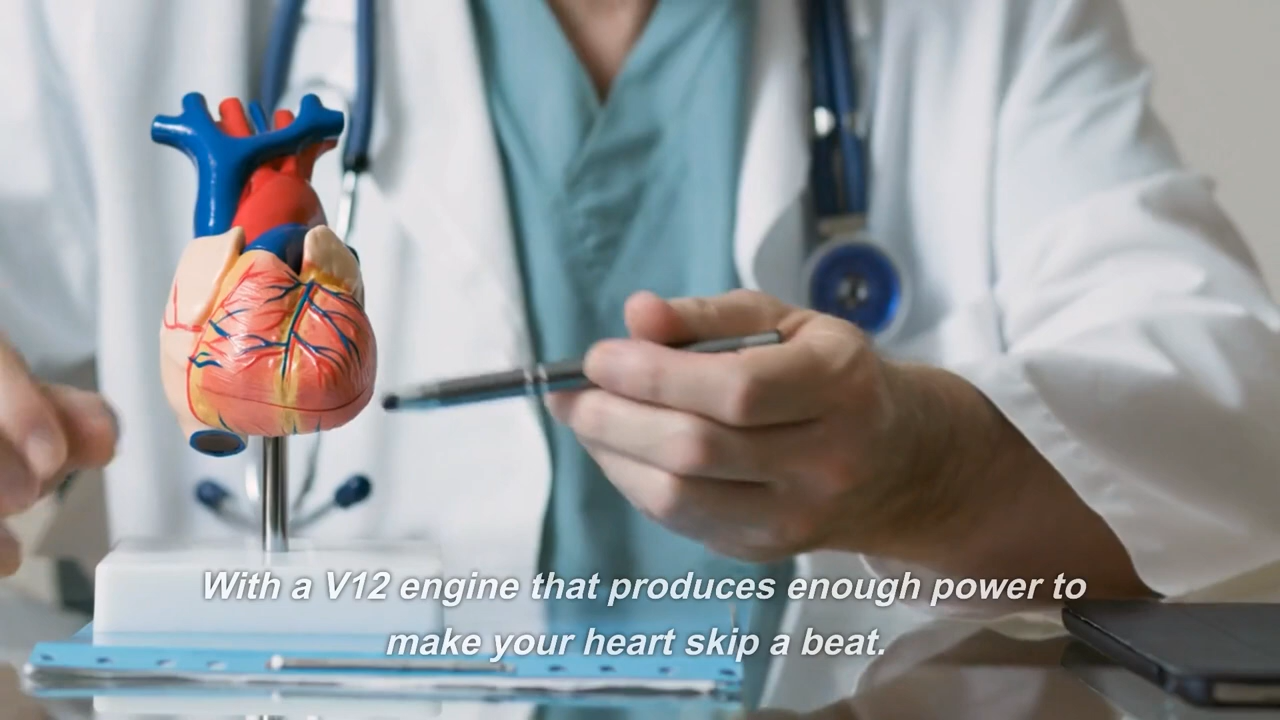 With a V12 engine that produces enough power to
make your heart skip a beat.